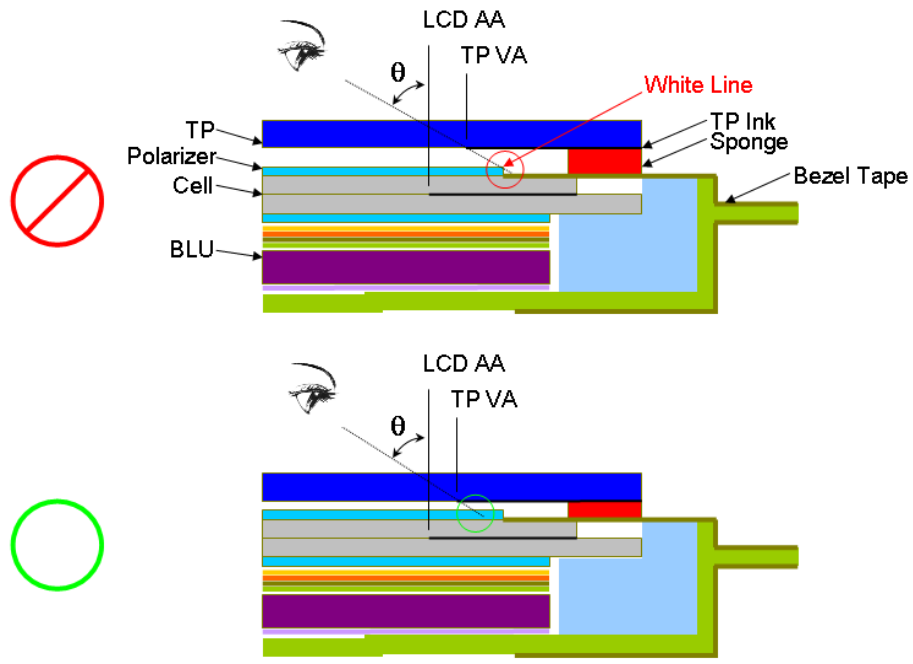 LCD AA
TP VA
θ
White Line
TP
TP Ink
Sponge
Polarizer
Bezel Tape
Cell
BLU
LCD AA
TP VA
θ